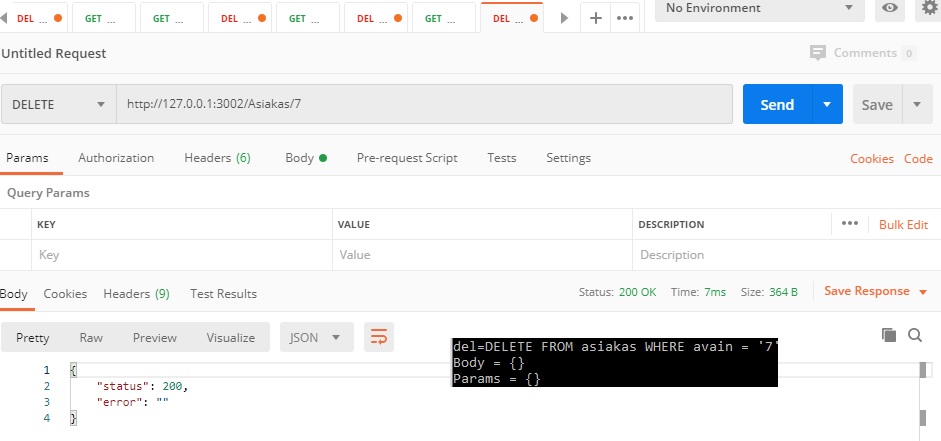 DEL ... GET ... GET ... DEL ... GET ... DEL ... GET ... DEL ... No Environment
Untitled Request Comments 0
DELETE http://127.0.0.1:3002/Asiakas/7 Send Save
Params Authorization Headers (6) Body Pre-request Script Tests Settings Cookies Code
Query Params
KEY VALUE DESCRIPTION ••• Bulk Edit
Key Value Description
Body Cookies Headers (9) Test Results Status: 200 OK Time: 7ms Size: 364 B Save Response
Pretty Raw Preview Visualize JSON
del=DELETE FROM asiakas WHERE avain = '7'
Body = {}
Params = {}
1 {
2 "status": 200,
3 "error": ""
4 }